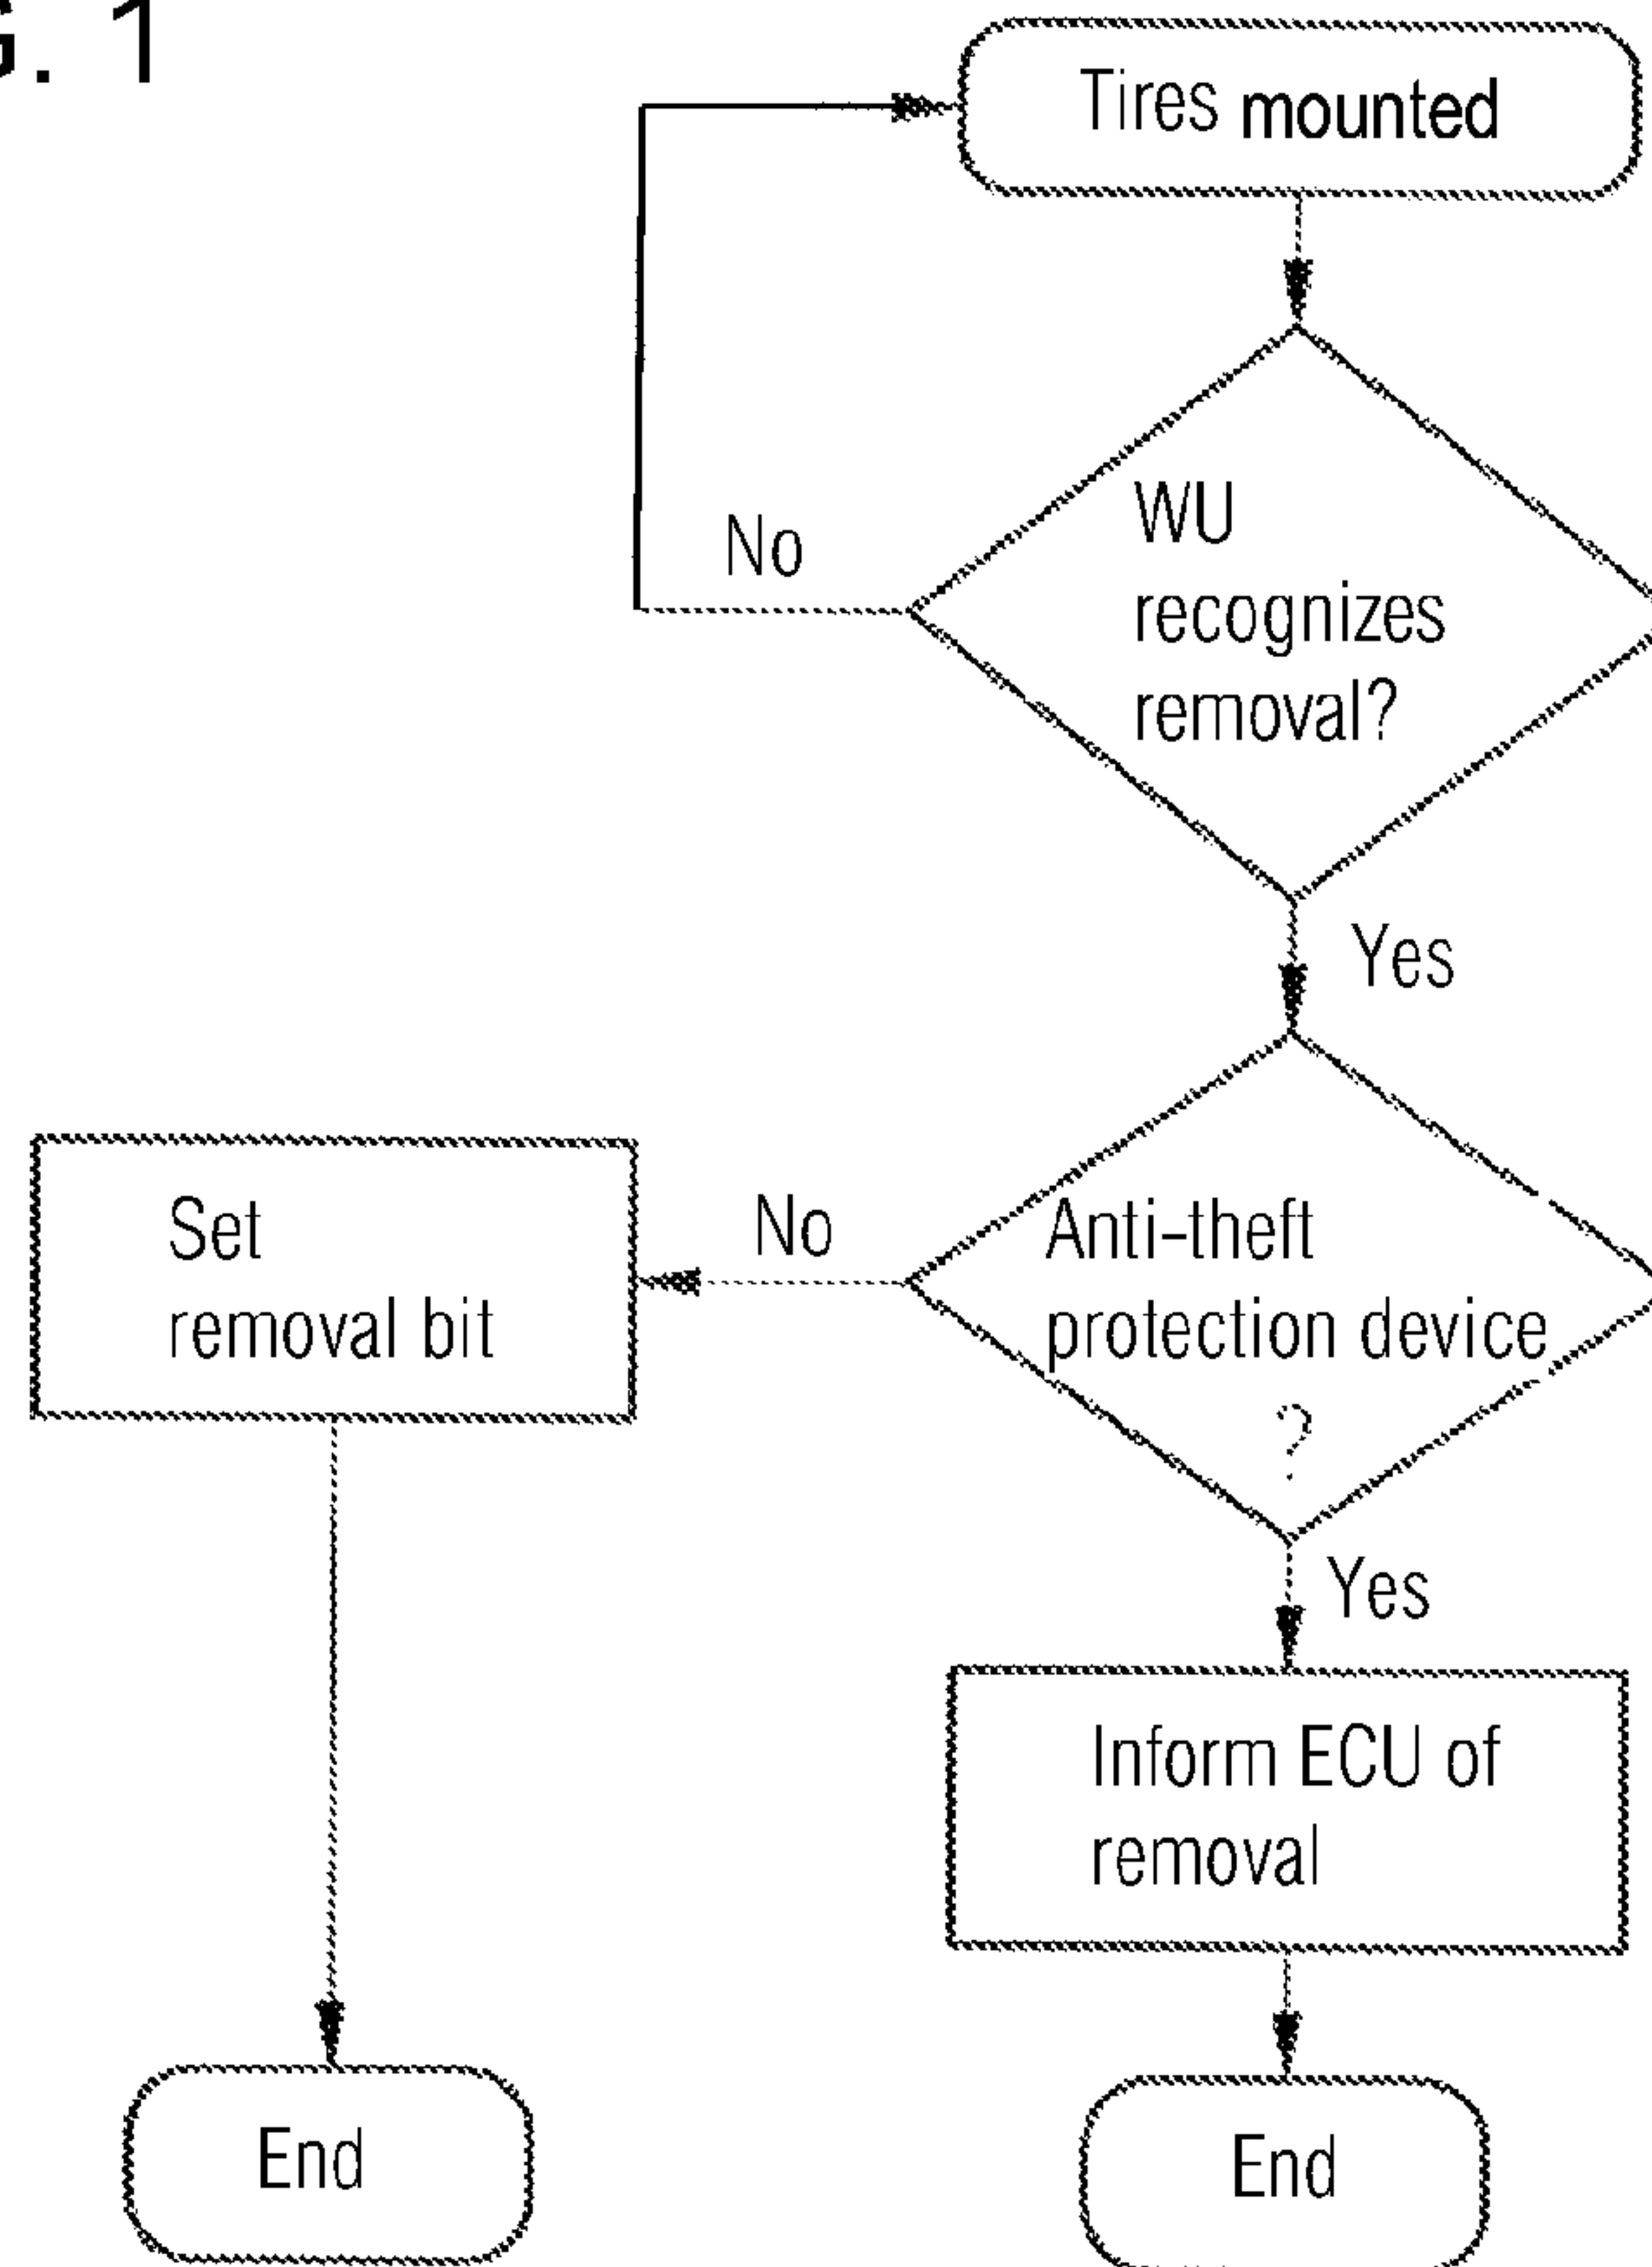 G. 1
Tires mounted
No
WU
recognizes
removal?
Yes
Set
removal bit
No
Anti-theft
protection device
?
Yes
Inform ECU of
removal
End
End